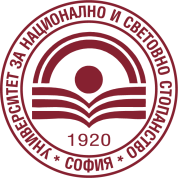 УНИВЕРСИТЕТ ЗА НАЦИОНАЛНО И СВЕТОВНО СТОПАНСТВО
1920
* СОФИЯ *